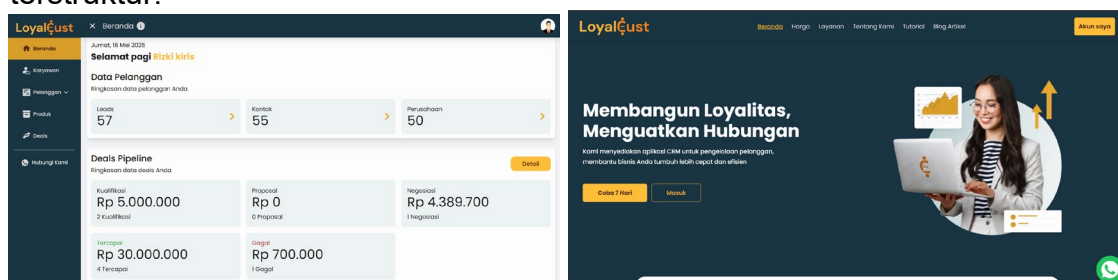 terstruktur.
LoyalCust
× Beranda
Beranda
Karyawan
Pelanggan
Produk
Deals
Hubungi Kami
Jumat, 16 Mei 2025
Selamat pagi Rizki kiris
Data Pelanggan
Ringkasan data pelanggan Anda
Leads
57
Kontak
55
Perusahaan
50
Deals Pipeline
Ringkasan data deals Anda
Detail
Kualifikasi
Rp 5.000.000
2 Kualifikasi
Proposal
Rp 0
0 Proposal
Negosiasi
Rp 4.389.700
1 Negosiasi
Tercapai
Rp 30.000.000
4 Tercapai
Gagal
Rp 700.000
1 Gagal
LoyalCust
Beranda Harga Layanan Tentang Kami Tutorial Blog Artikel
Akun saya
Membangun Loyalitas,
Menguatkan Hubungan
Kami menyediakan aplikasi CRM untuk pengelolaan pelanggan,
membantu bisnis Anda tumbuh lebih cepat dan efisien
Coba 7 Hari
Masuk